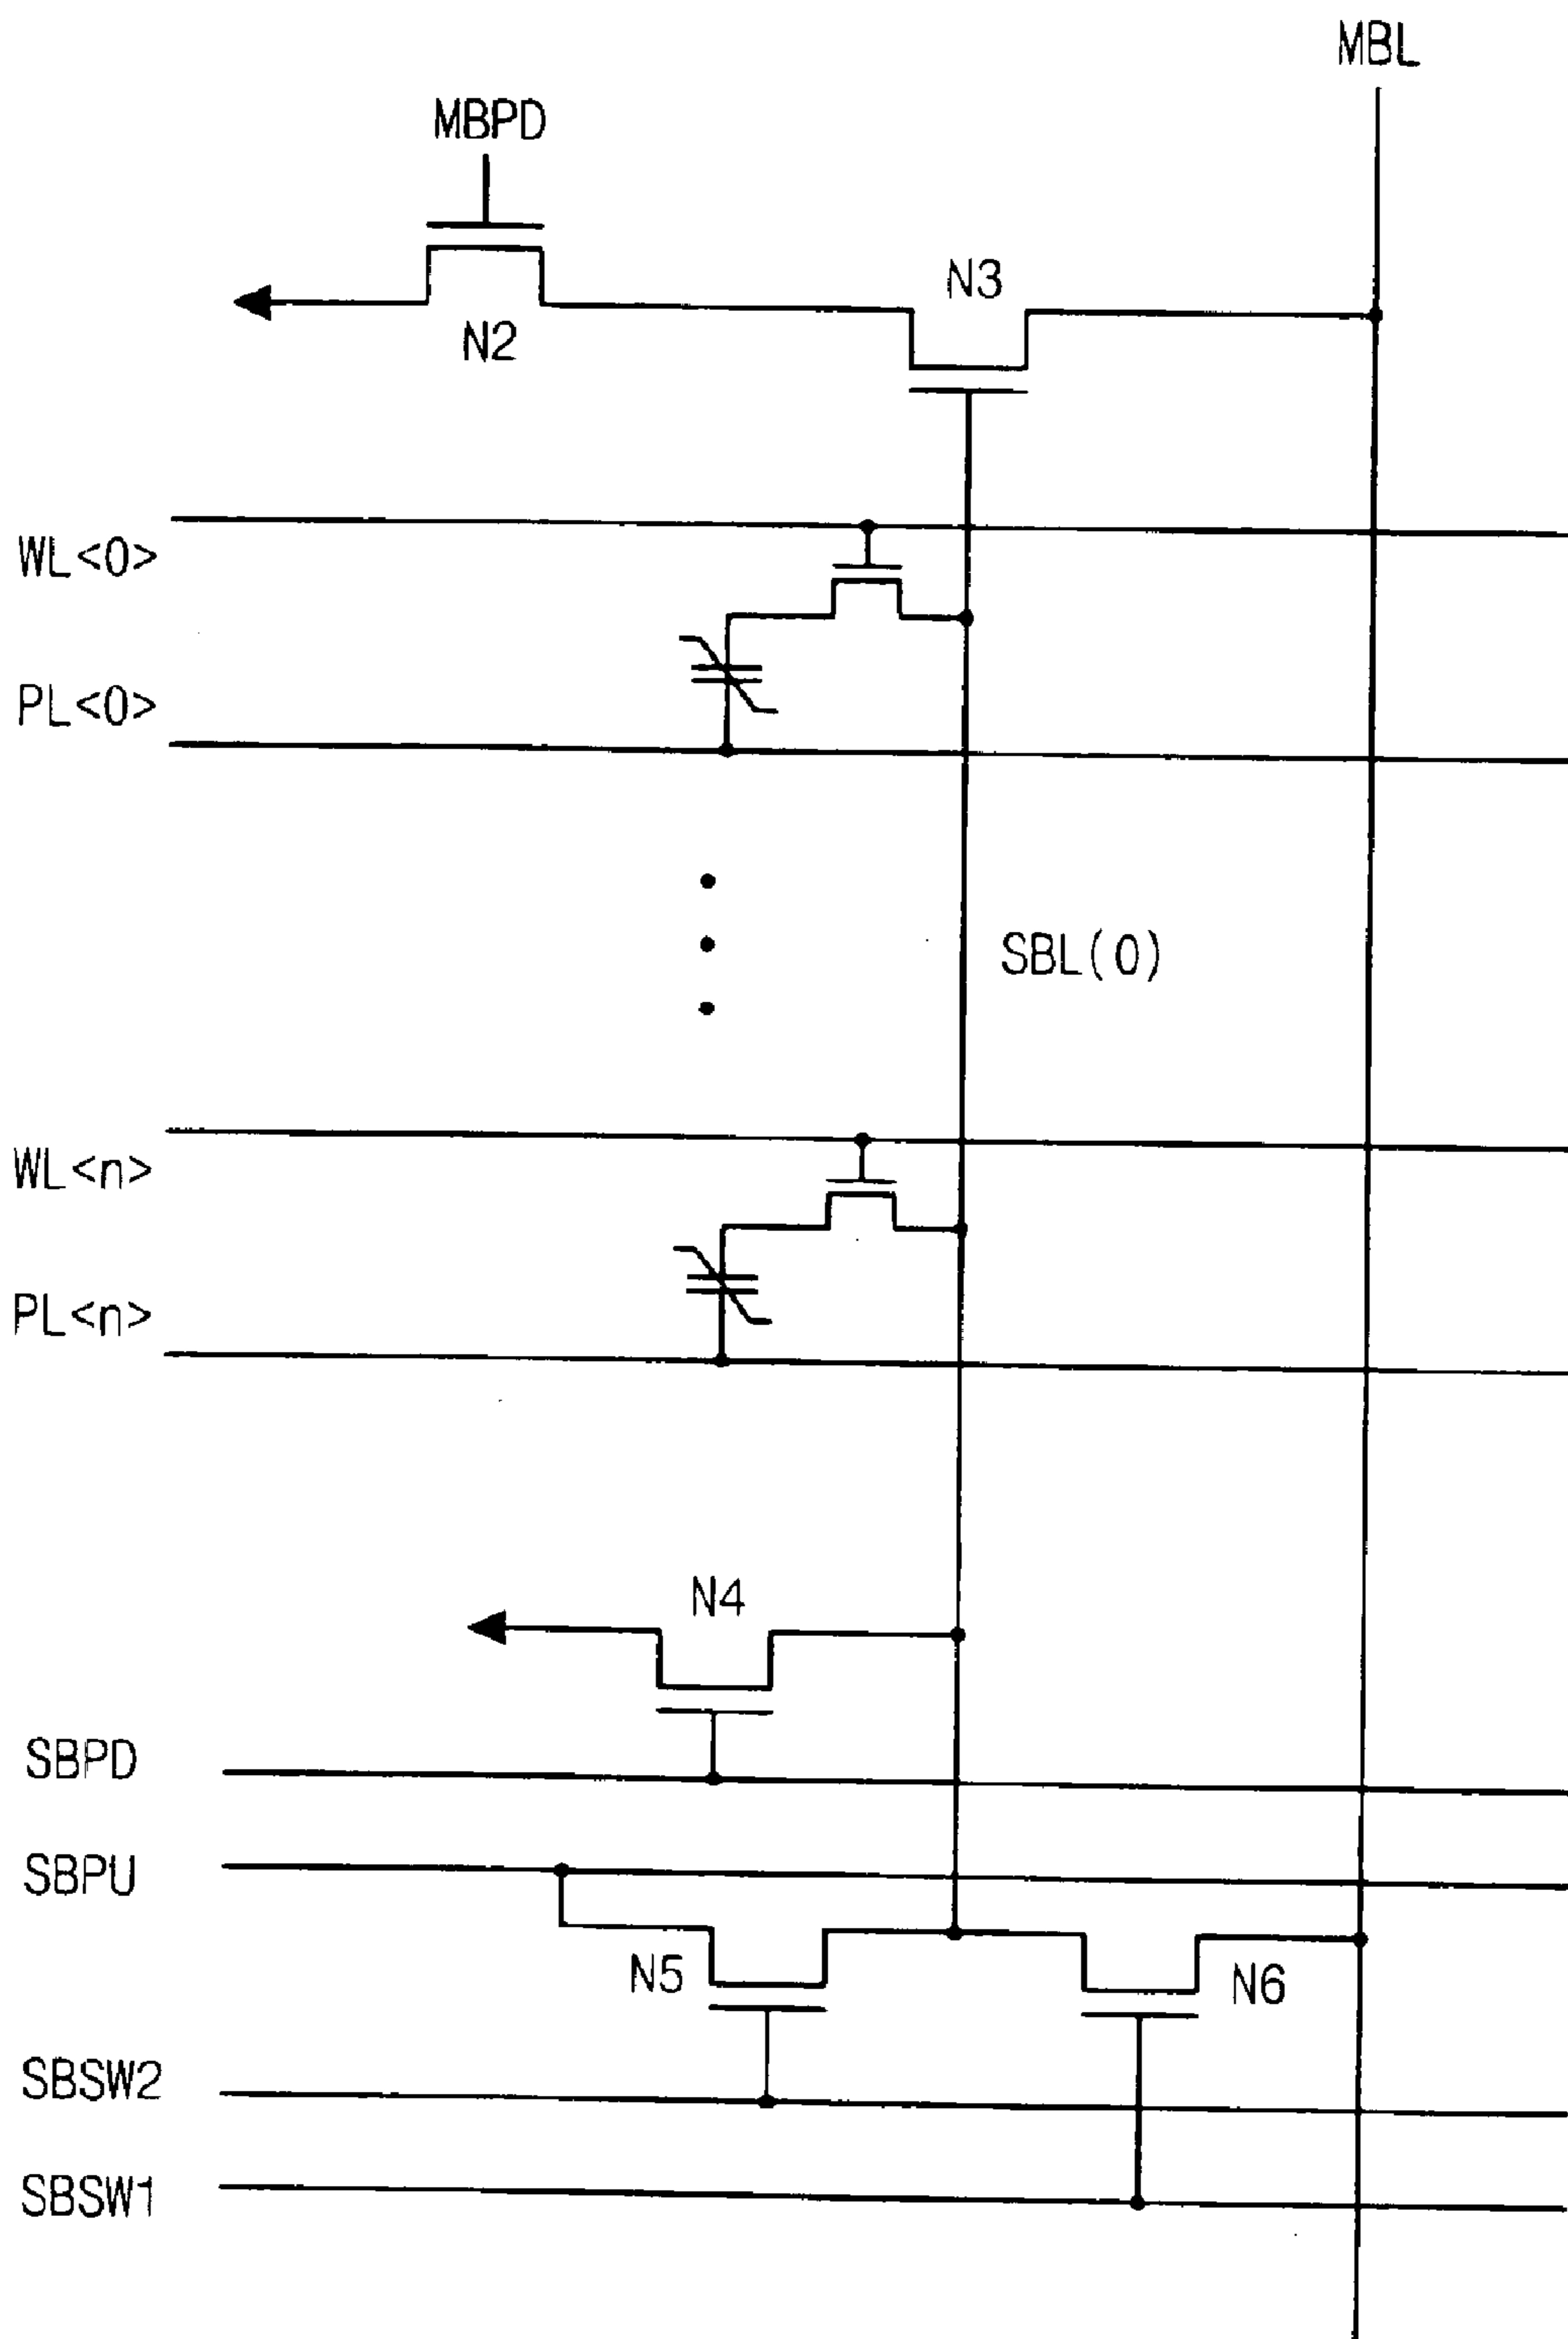 MBL
MBPD
N3
N2
WL<0>
PL<0>
SBL(0)
WL<n>
PL<n>
N4
SBPD
SBPU
N5
N6
SBSW2
SBSW1